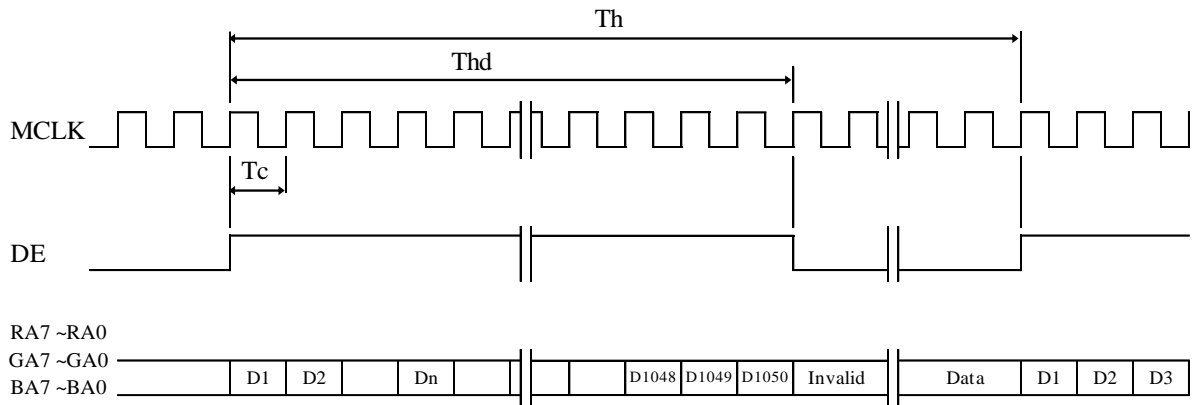 Th
Thd
MCLK
Tc
DE
RA7 ~RA0
GA7 ~GA0
BA7 ~BA0
D1 D2 Dn D1048 D1049 D1050 Invalid Data D1 D2 D3